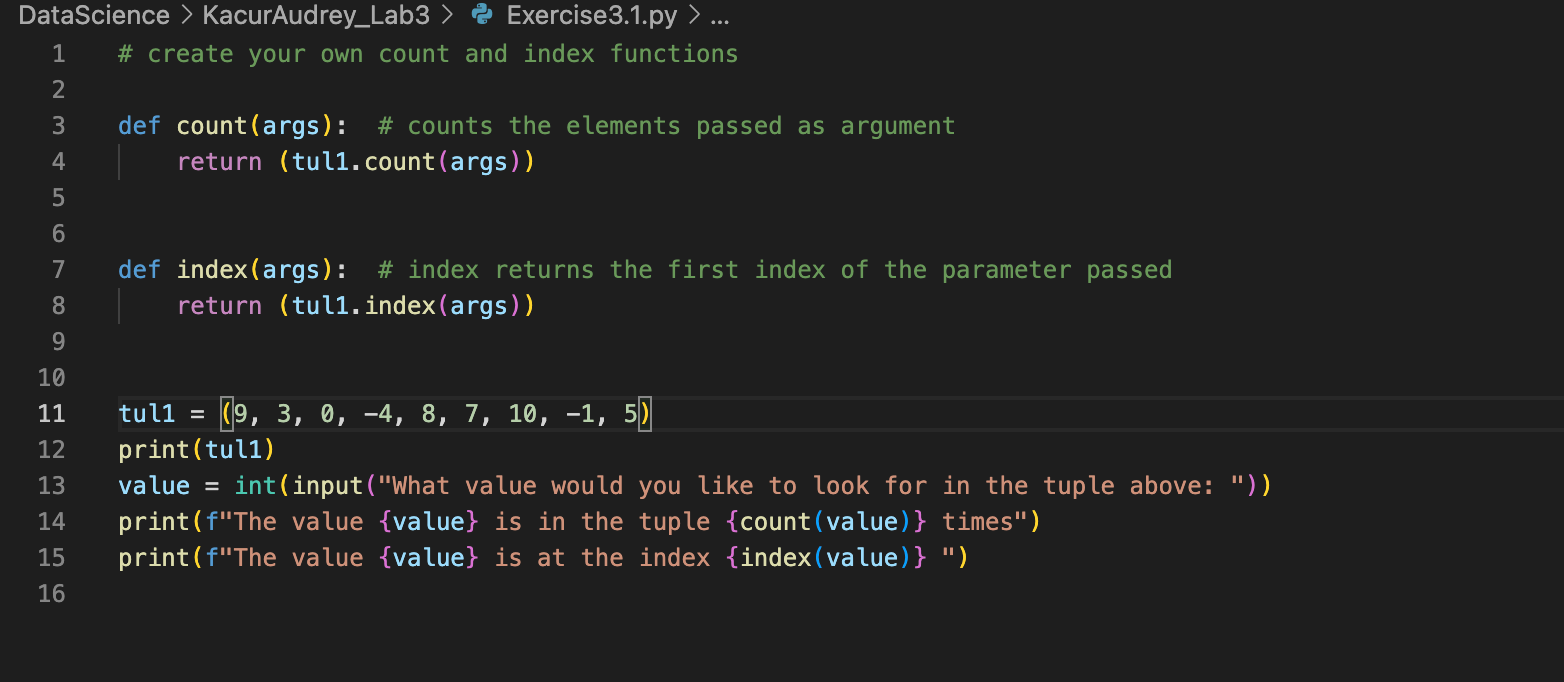 DataScience > KacurAudrey_Lab3 > Exercise3.1.py > ...
1 # create your own count and index functions
2
3 def count(args):  # counts the elements passed as argument
4     return (tul1.count(args))
5
6
7 def index(args):  # index returns the first index of the parameter passed
8     return (tul1.index(args))
9
10
11 tul1 = (9, 3, 0, -4, 8, 7, 10, -1, 5)
12 print(tul1)
13 value = int(input("What value would you like to look for in the tuple above: "))
14 print(f"The value {value} is in the tuple {count(value)} times")
15 print(f"The value {value} is at the index {index(value)} ")
16